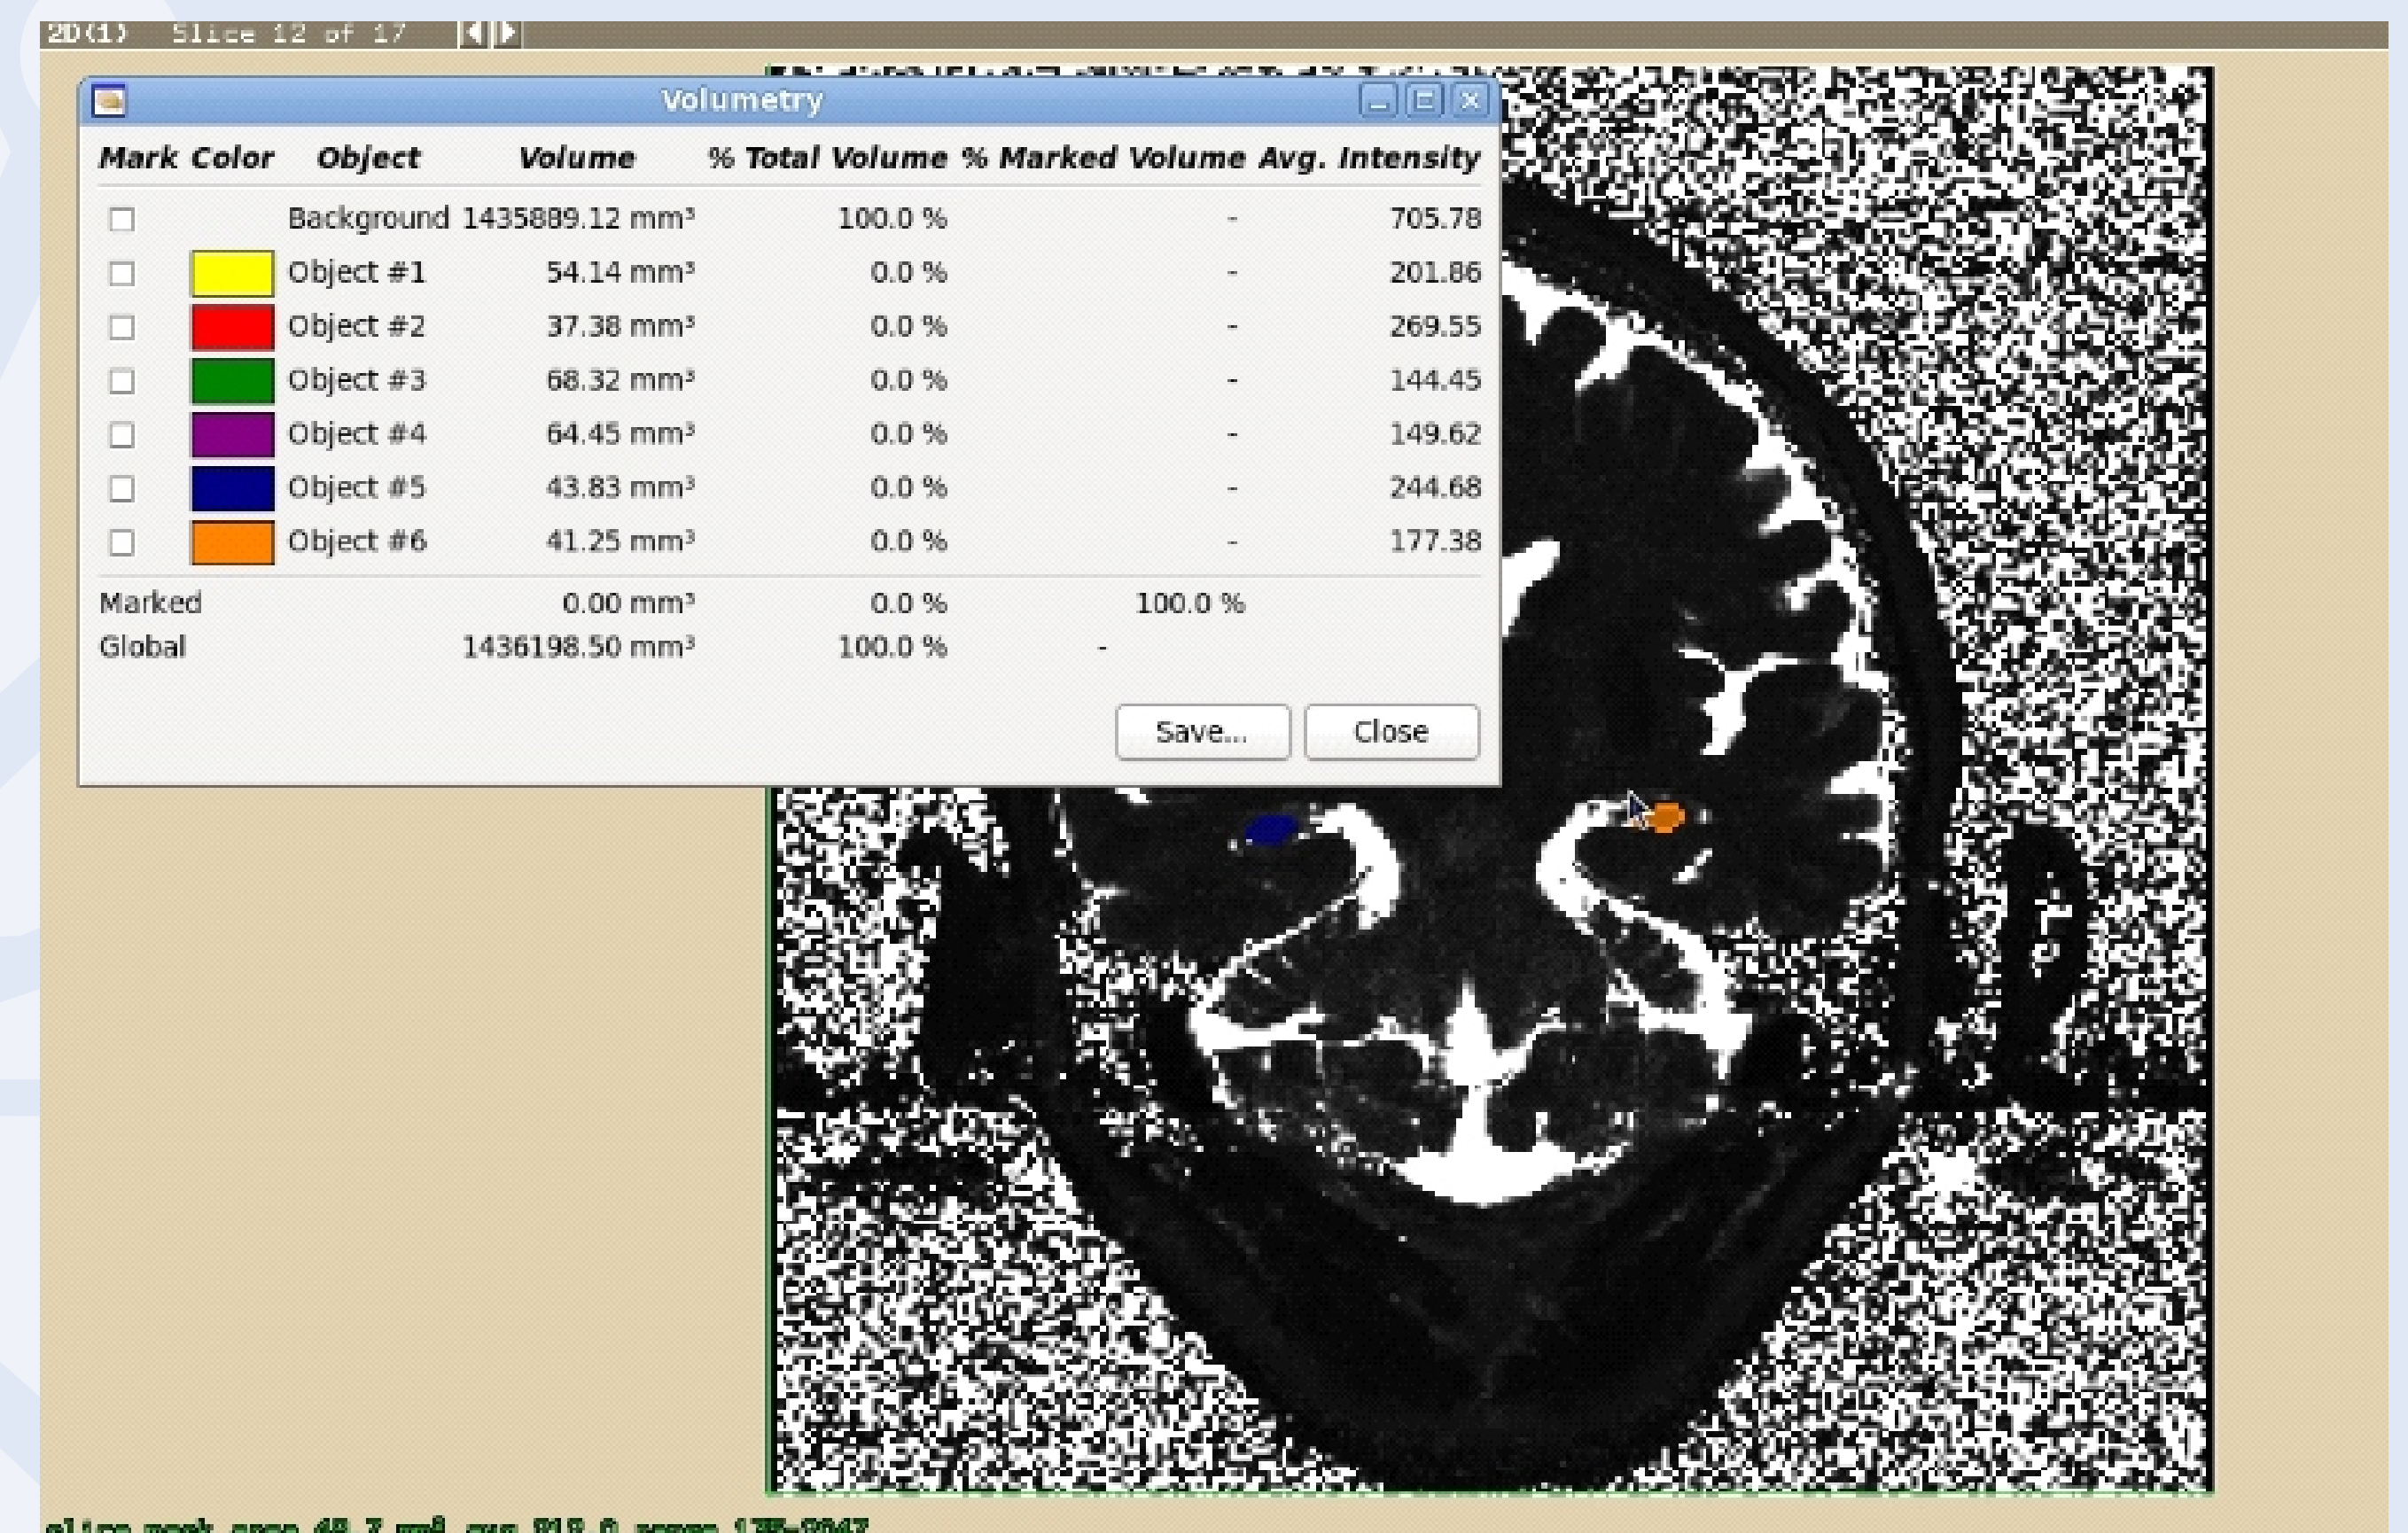 2D(1) Slice 12 of 17
Volumetry
Mark Color Object Volume % Total Volume % Marked Volume Avg. Intensity
Background 1435889.12 mm³ 100.0 % - 705.78
Object #1 54.14 mm³ 0.0 % - 201.86
Object #2 37.38 mm³ 0.0 % - 269.55
Object #3 68.32 mm³ 0.0 % - 144.45
Object #4 64.45 mm³ 0.0 % - 149.62
Object #5 43.83 mm³ 0.0 % - 244.68
Object #6 41.25 mm³ 0.0 % - 177.38
Marked 0.00 mm³ 0.0 % 100.0 %
Global 1436198.50 mm³ 100.0 % -
Save... Close